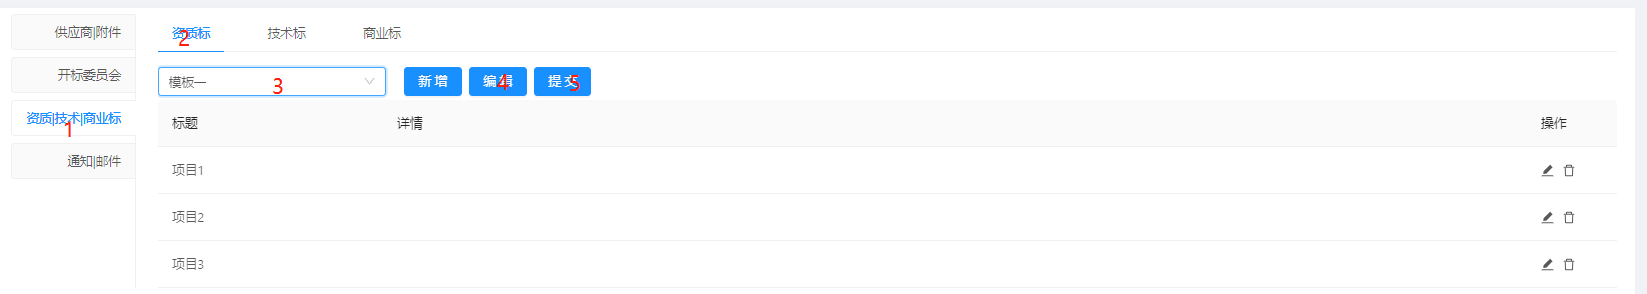 供应商|附件
开标委员会
资质|技术|商业标
1
通知|邮件
资质标 技术标 商业标
2
模板一 新增 编辑 提交
3 4 5
标题 详情 操作
项目1
项目2
项目3